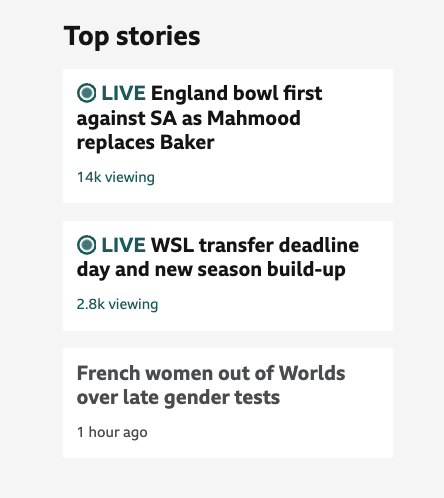 Top stories
LIVE England bowl first
against SA as Mahmood
replaces Baker
14k viewing
LIVE WSL transfer deadline
day and new season build-up
2.8k viewing
French women out of Worlds
over late gender tests
1 hour ago